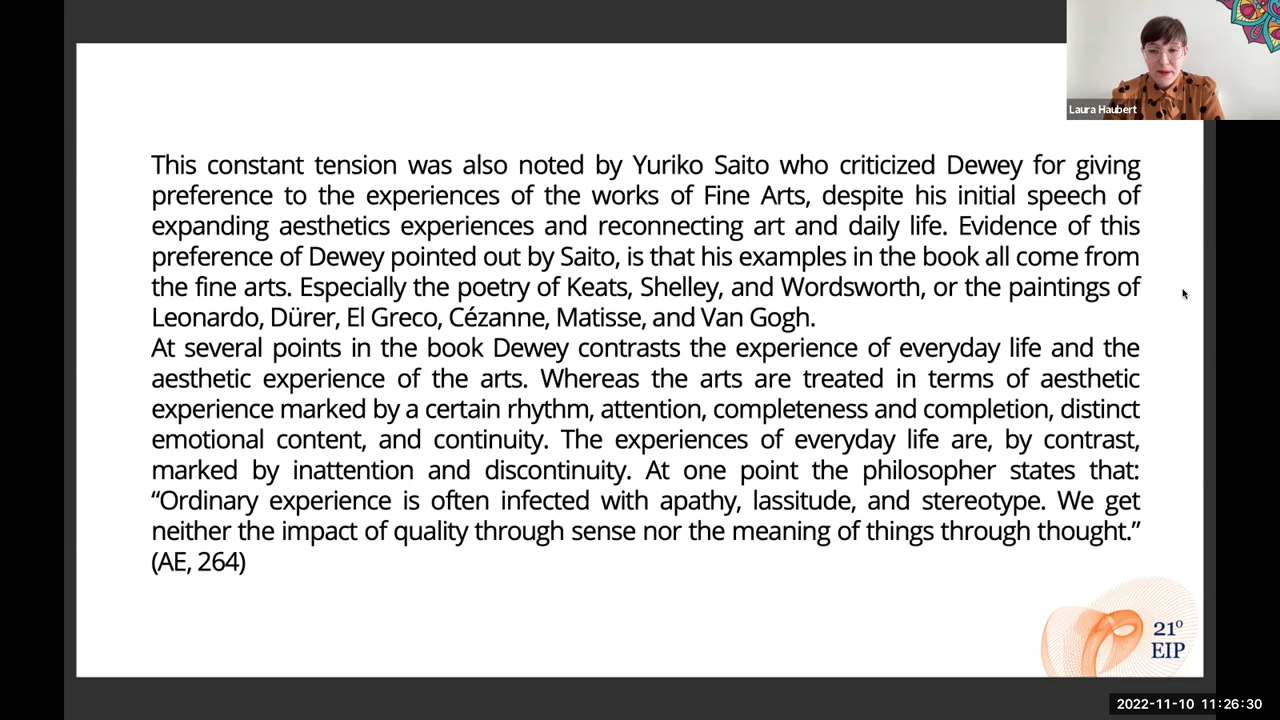 Laura Haubert
This constant tension was also noted by Yuriko Saito who criticized Dewey for giving
preference to the experiences of the works of Fine Arts, despite his initial speech of
expanding aesthetics experiences and reconnecting art and daily life. Evidence of this
preference of Dewey pointed out by Saito, is that his examples in the book all come from
the fine arts. Especially the poetry of Keats, Shelley, and Wordsworth, or the paintings of
Leonardo, Dürer, El Greco, Cézanne, Matisse, and Van Gogh.
At several points in the book Dewey contrasts the experience of everyday life and the
aesthetic experience of the arts. Whereas the arts are treated in terms of aesthetic
experience marked by a certain rhythm, attention, completeness and completion, distinct
emotional content, and continuity. The experiences of everyday life are, by contrast,
marked by inattention and discontinuity. At one point the philosopher states that:
“Ordinary experience is often infected with apathy, lassitude, and stereotype. We get
neither the impact of quality through sense nor the meaning of things through thought.”
(AE, 264)
21º
EIP
2022-11-10 11:26:30